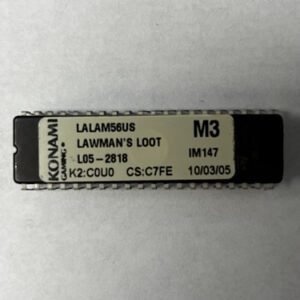 KONAMI
GAMING
LALAM56US
M3
LAWMAN'S LOOT
L05-2818
IM147
K2:C0U0 CS:C7FE 10/03/05